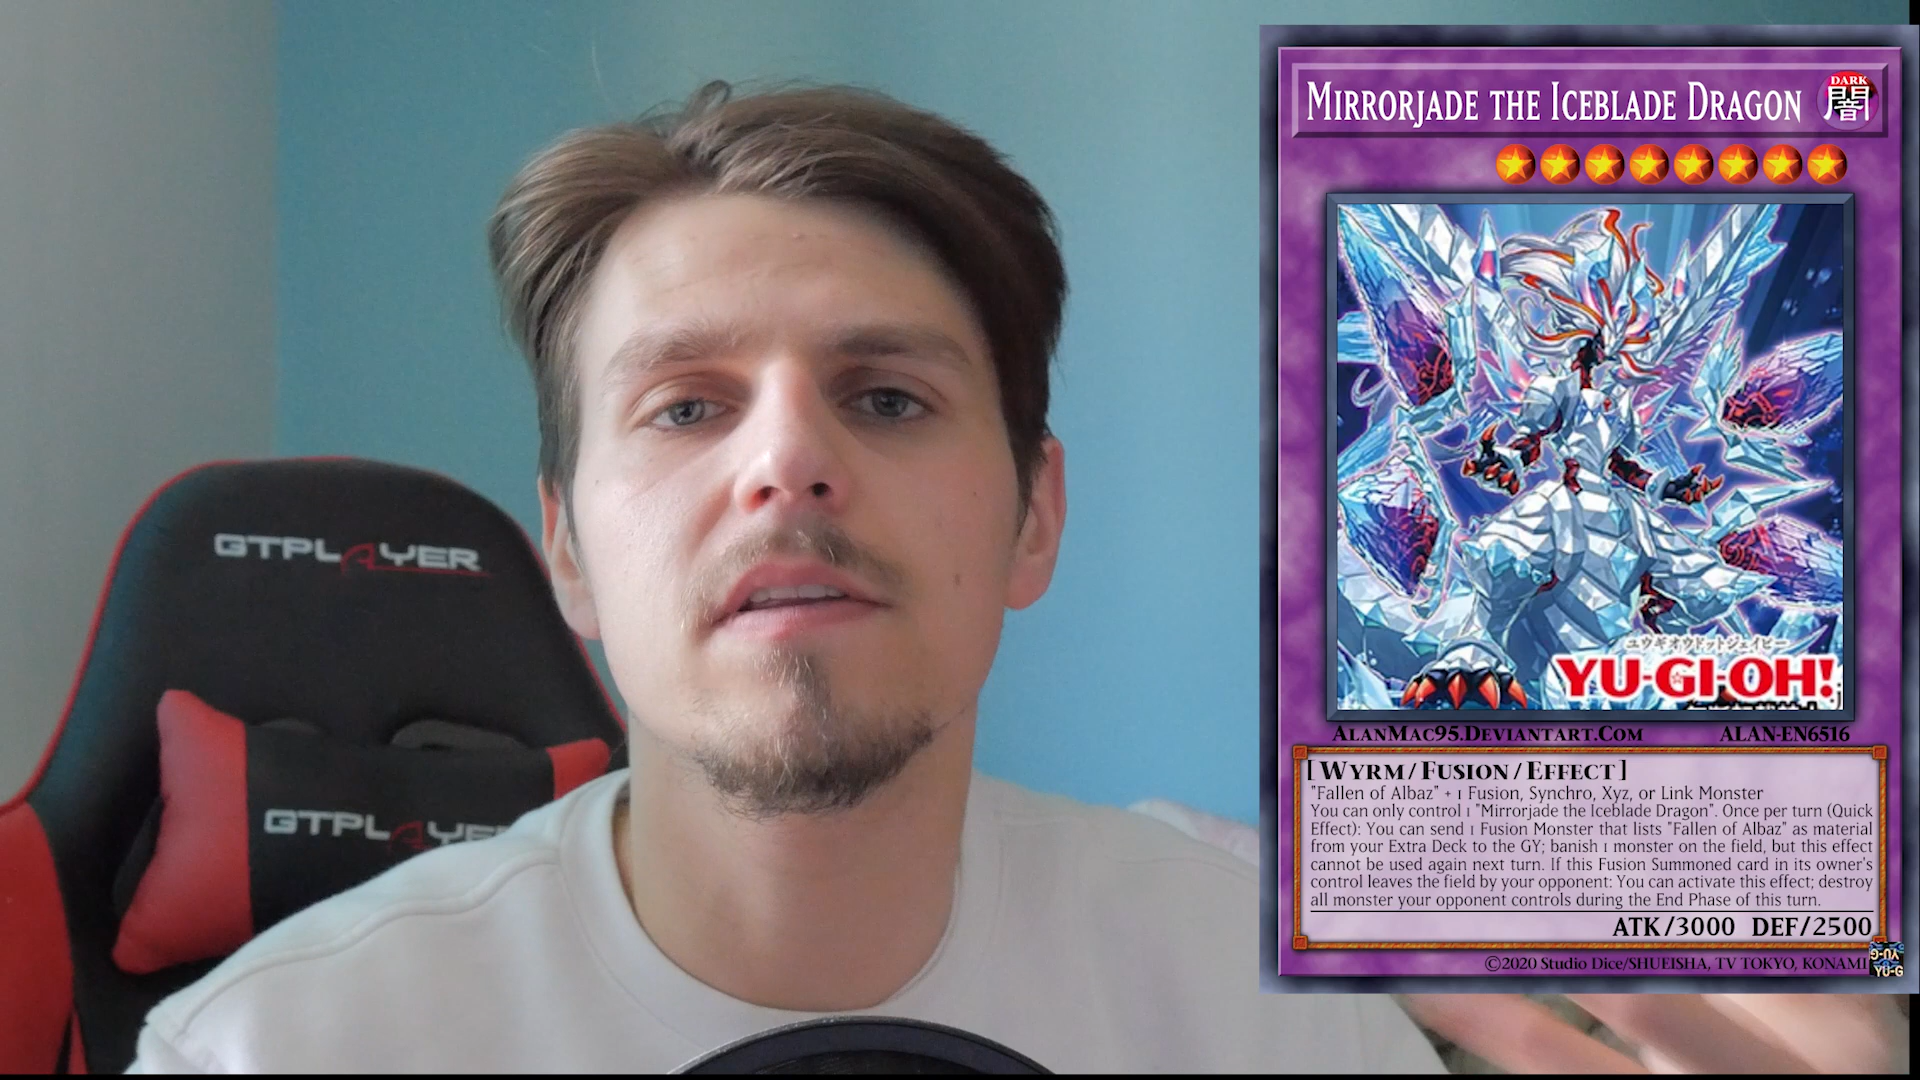 GTPLAYER
GTPLAYER
MIRRORJADE THE ICEBLADE DRAGON
DARK
闇
ユウギオウドットジェイピー
YU-GI-OH!
ALANMAC95.DEVIANTART.COM
ALAN-EN6516
[WYRM/FUSION/EFFECT]
"Fallen of Albaz" + 1 Fusion, Synchro, Xyz, or Link Monster
You can only control 1 "Mirrorjade the Iceblade Dragon". Once per turn (Quick
Effect): You can send 1 Fusion Monster that lists "Fallen of Albaz" as material
from your Extra Deck to the GY; banish 1 monster on the field, but this effect
cannot be used again next turn. If this Fusion Summoned card in its owner's
control leaves the field by your opponent: You can activate this effect; destroy
all monster your opponent controls during the End Phase of this turn.
ATK/3000 DEF/2500
©2020 Studio Dice/SHUEISHA, TV TOKYO, KONAMI